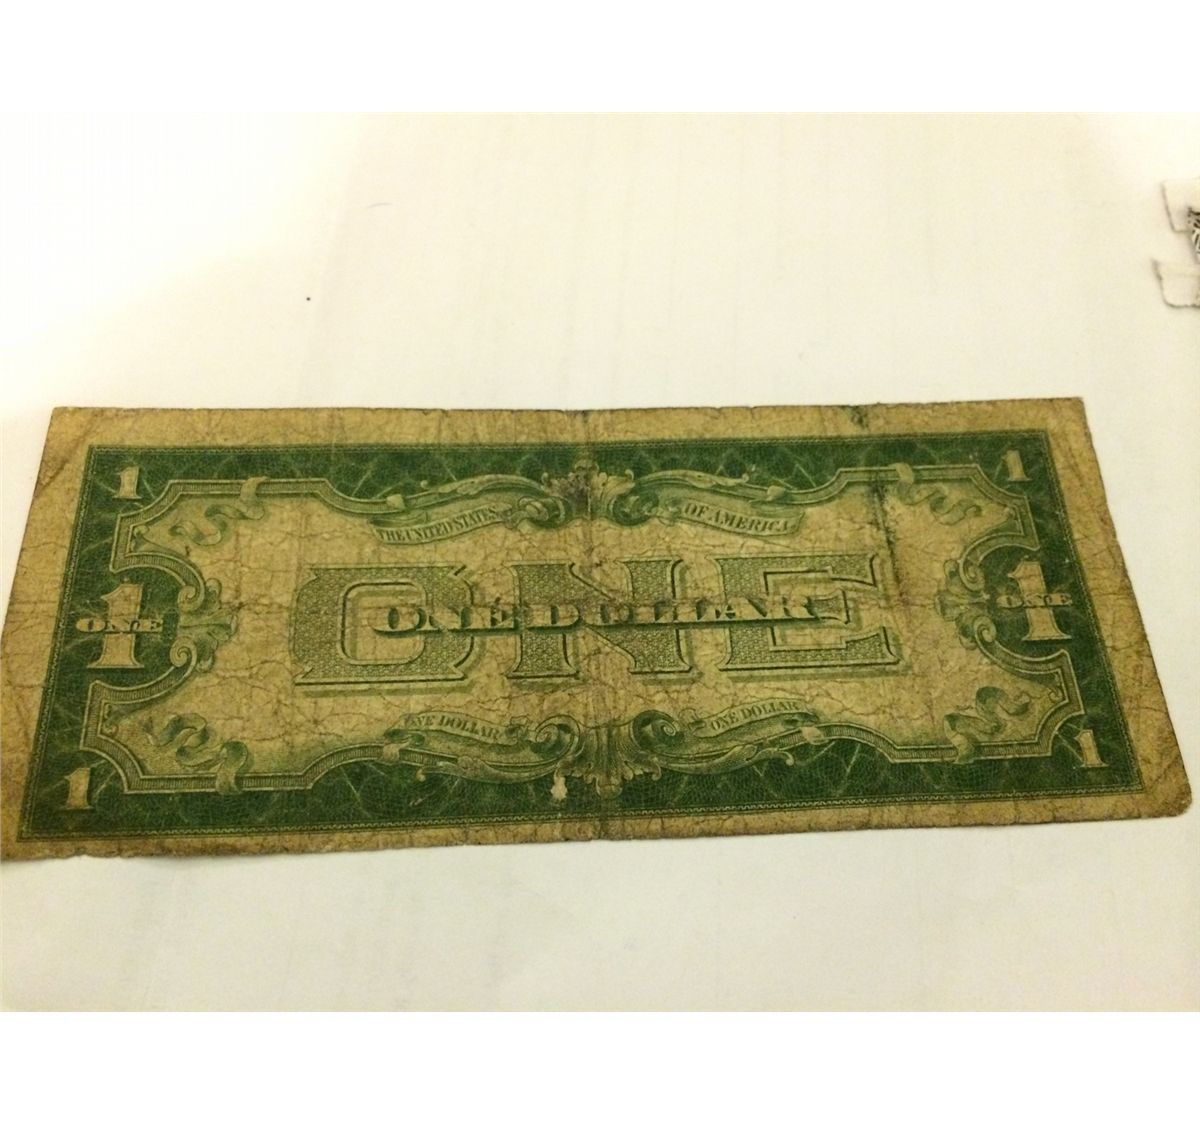 1 1
THE UNITED STATES OF AMERICA
ONE
1 ONE 1 ONE
ONE DOLLAR
ONE DOLLAR ONE DOLLAR
1 1